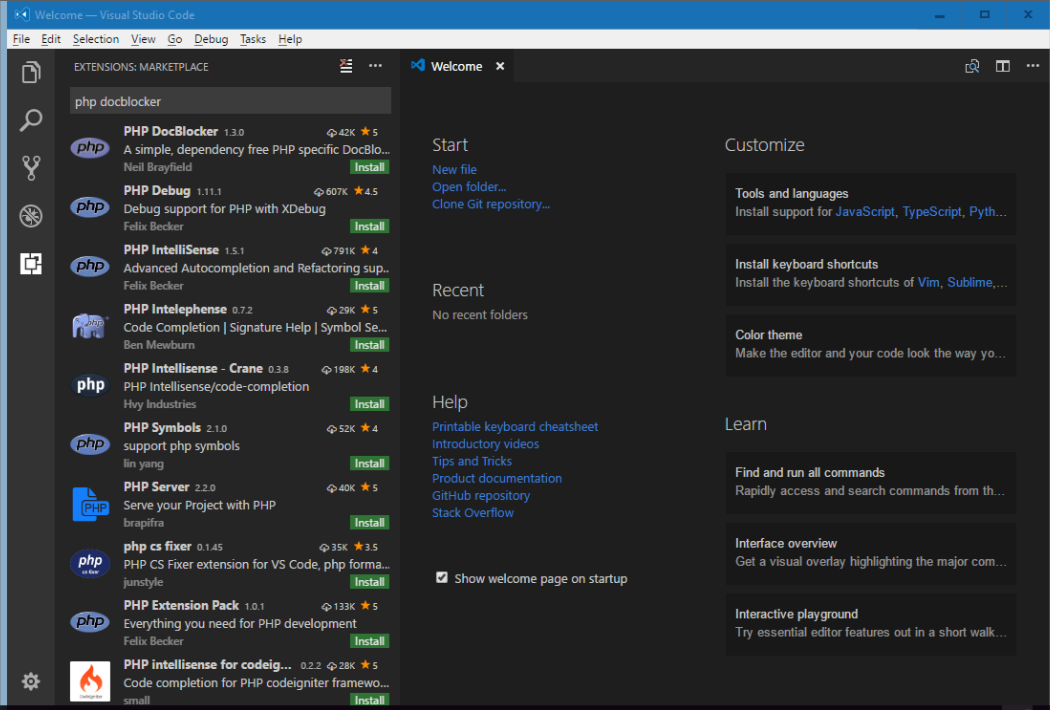 Welcome — Visual Studio Code
File Edit Selection View Go Debug Tasks Help
EXTENSIONS: MARKETPLACE
php docblocker
PHP DocBlocker 1.3.0 42K 5
A simple, dependency free PHP specific DocBlo...
Neil Brayfield Install
PHP Debug 1.11.1 607K 4.5
Debug support for PHP with XDebug
Felix Becker Install
PHP IntelliSense 1.5.1 791K 4
Advanced Autocompletion and Refactoring sup...
Felix Becker Install
PHP Intelephense 0.7.2 29K 5
Code Completion | Signature Help | Symbol Se...
Ben Mewburn Install
PHP Intellisense - Crane 0.3.8 198K 4
PHP Intellisense/code-completion
Hvy Industries Install
PHP Symbols 2.1.0 52K 4
support php symbols
lin yang Install
PHP Server 2.2.0 40K 5
Serve your Project with PHP
brapifra Install
php cs fixer 0.1.45 35K 3.5
PHP CS Fixer extension for VS Code, php forma...
junstyle Install
PHP Extension Pack 1.0.1 133K 5
Everything you need for PHP development
Felix Becker Install
PHP intellisense for codeig... 0.2.2 28K 5
Code completion for PHP codeigniter framewo...
small Install
php
php
php
php
php
php
PHP
php
cs fixer
php
CodeIgniter
Welcome
Start
New file
Open folder...
Clone Git repository...
Recent
No recent folders
Help
Printable keyboard cheatsheet
Introductory videos
Tips and Tricks
Product documentation
GitHub repository
Stack Overflow
Show welcome page on startup
Customize
Tools and languages
Install support for JavaScript, TypeScript, Pyth...
Install keyboard shortcuts
Install the keyboard shortcuts of Vim, Sublime,...
Color theme
Make the editor and your code look the way yo...
Learn
Find and run all commands
Rapidly access and search commands from th...
Interface overview
Get a visual overlay highlighting the major com...
Interactive playground
Try essential editor features out in a short walk...